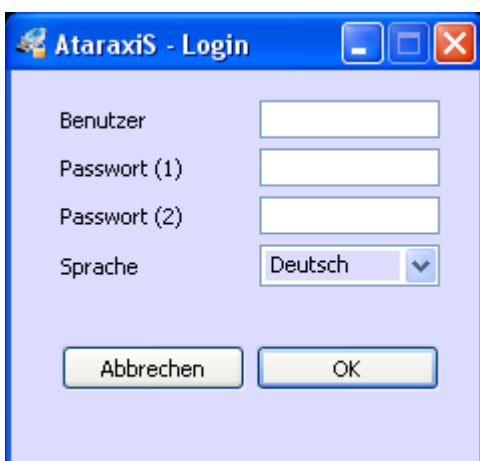 AtaraxiS - Login
Benutzer
Passwort (1)
Passwort (2)
Sprache Deutsch
Abbrechen OK